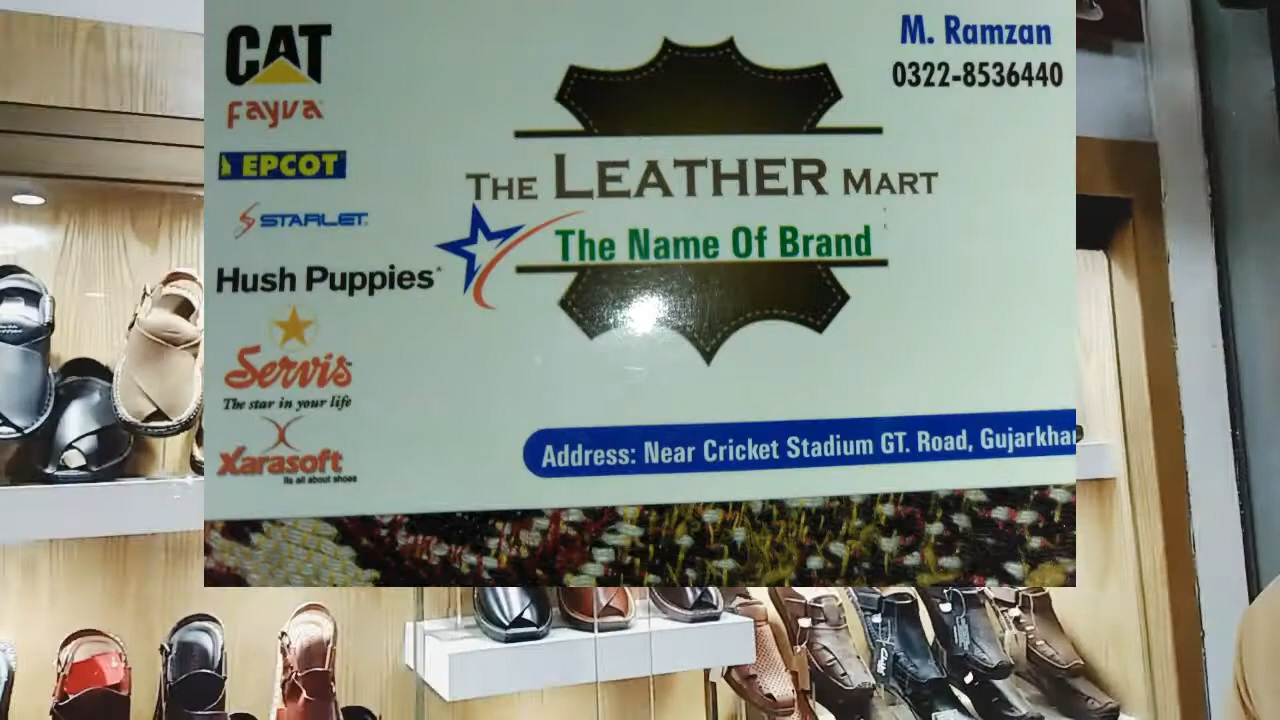 CAT
Fayva
EPCOT
STARLET
Hush Puppies
Servis
The star in your life
Xarasoft
Its all about shoes
THE LEATHER MART
The Name Of Brand
M. Ramzan
0322-8536440
Address: Near Cricket Stadium GT. Road, Gujarkhan